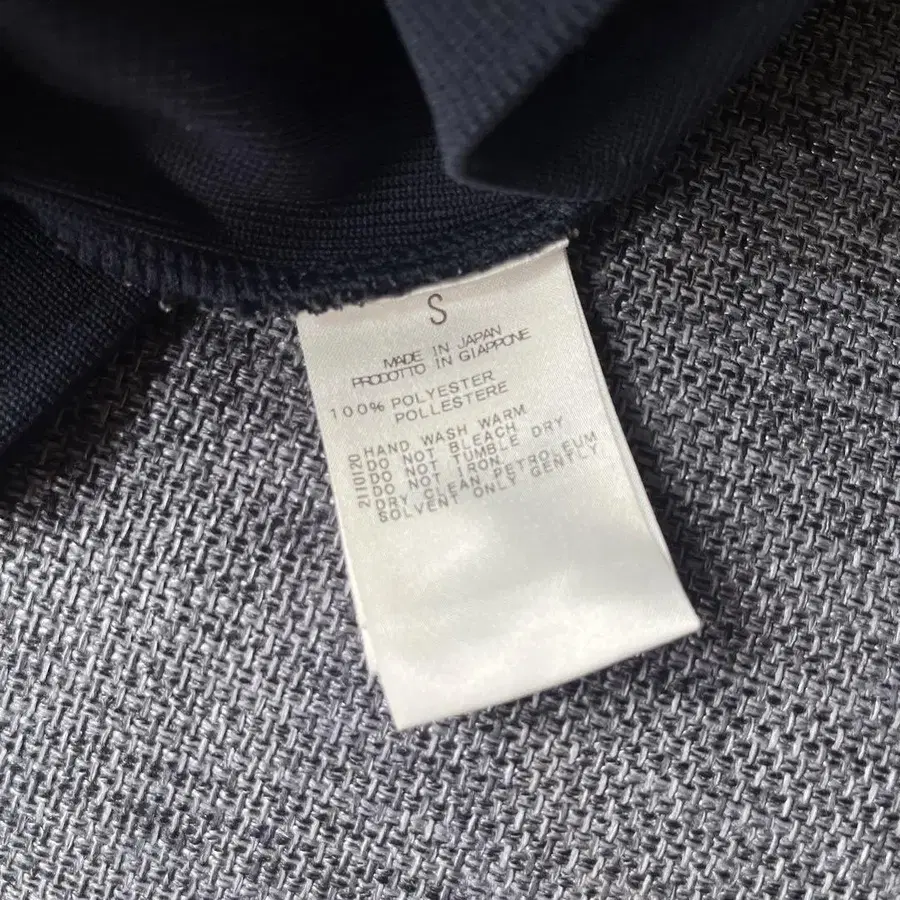 S
MADE IN JAPAN
PRODOTTO IN GIAPPONE
100% POLYESTER
POLLESTERE
HAND WASH WARM
DO NOT BLEACH
DO NOT TUMBLE DRY
DO NOT IRON
DRY CLEAN PETROLEUM
SOLVENT ONLY GENTLY
2110120